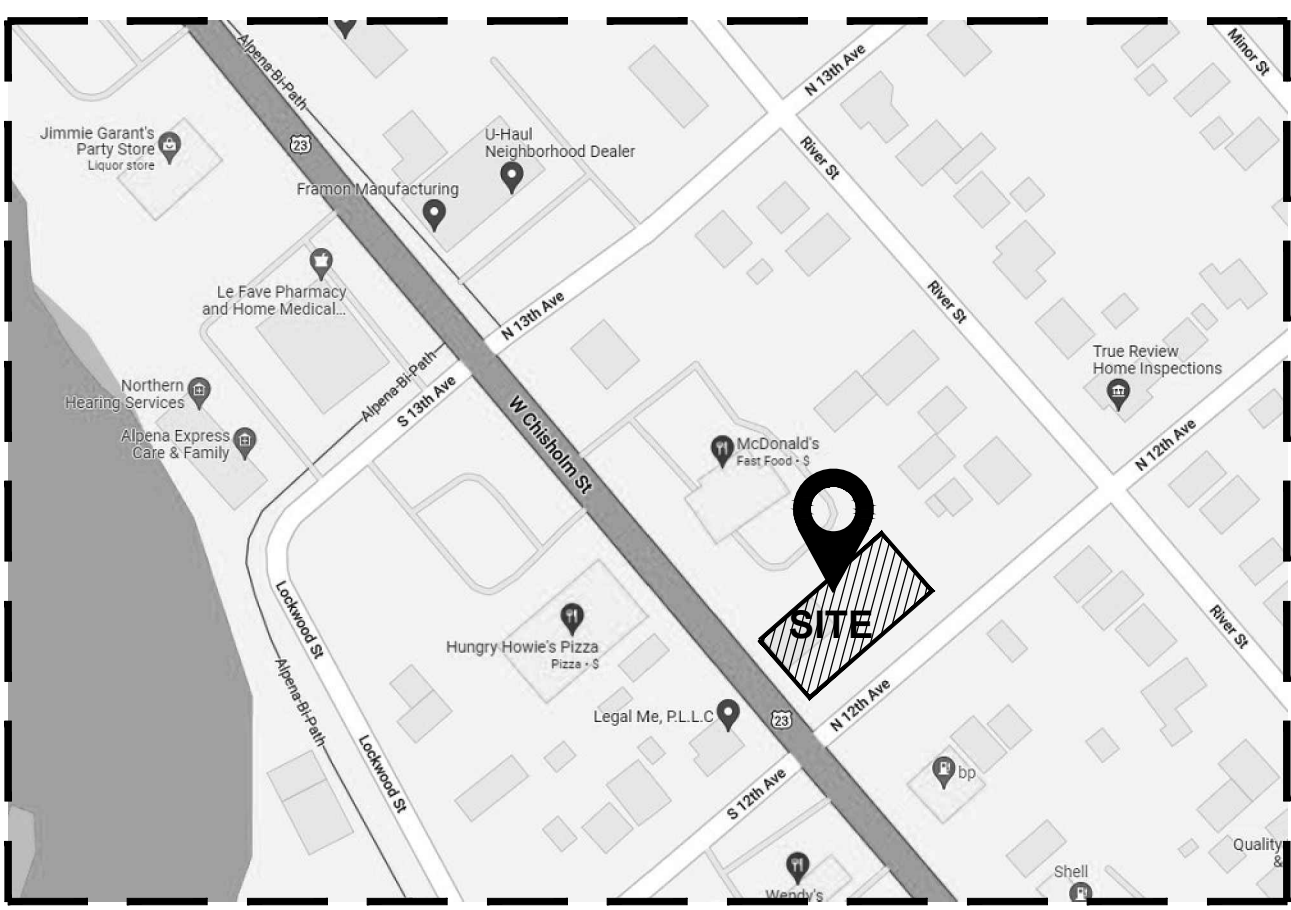 Alpena-Bi-Path
N 13th Ave
Minor St
Jimmie Garant's
Party Store
Liquor store
23
U-Haul
Neighborhood Dealer
River St
Framon Manufacturing
Le Fave Pharmacy
and Home Medical...
N 13th Ave
River St
True Review
Home Inspections
Northern
Hearing Services
Alpena-Bi-Path
S 13th Ave
W Chisholm St
Alpena Express
Care & Family
McDonald's
Fast Food · $
N 12th Ave
Lockwood St
SITE
Hungry Howie's Pizza
Pizza · $
River St
Alpena-Bi-Path
Legal Me, P.L.L.C
23
N 12th Ave
Lockwood St
S 12th Ave
bp
Quality
&
Shell
Wendy's